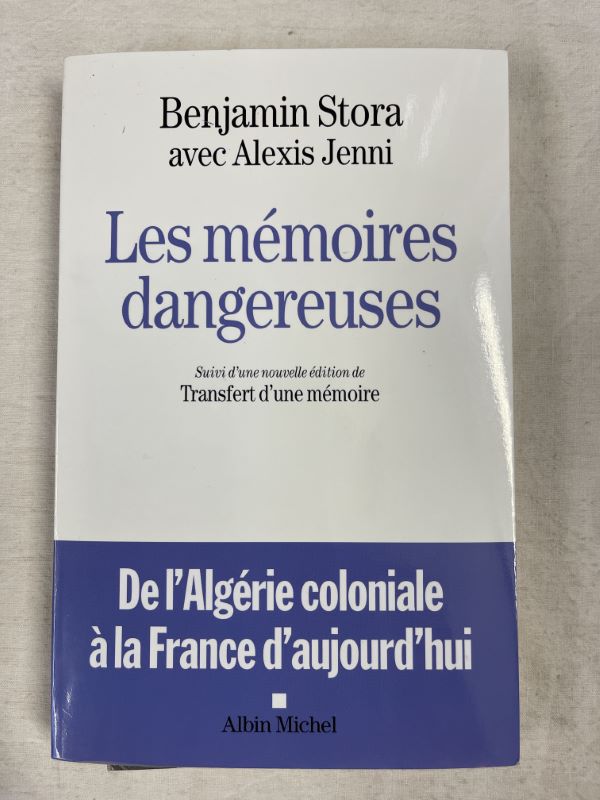 Benjamin Stora
avec Alexis Jenni
Les mémoires
dangereuses
Suivi d'une nouvelle édition de
Transfert d'une mémoire
De l'Algérie coloniale
à la France d'aujourd'hui
Albin Michel